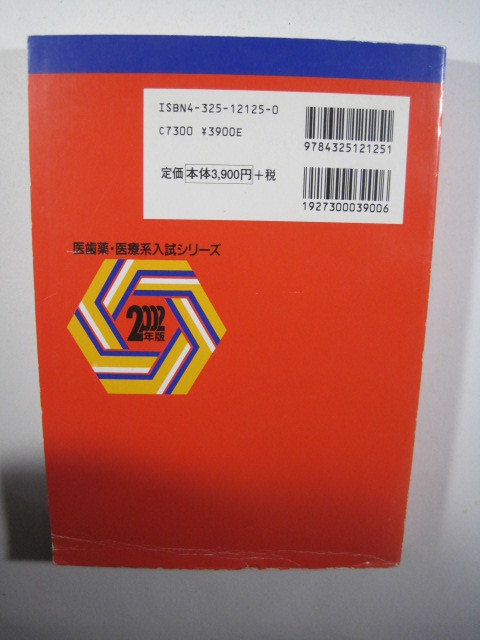 ISBN4-325-12125-0
C7300 ¥3900E
定価 本体3,900円+税
9784325121251
1927300039006
医歯薬・医療系入試シリーズ
2002
年版